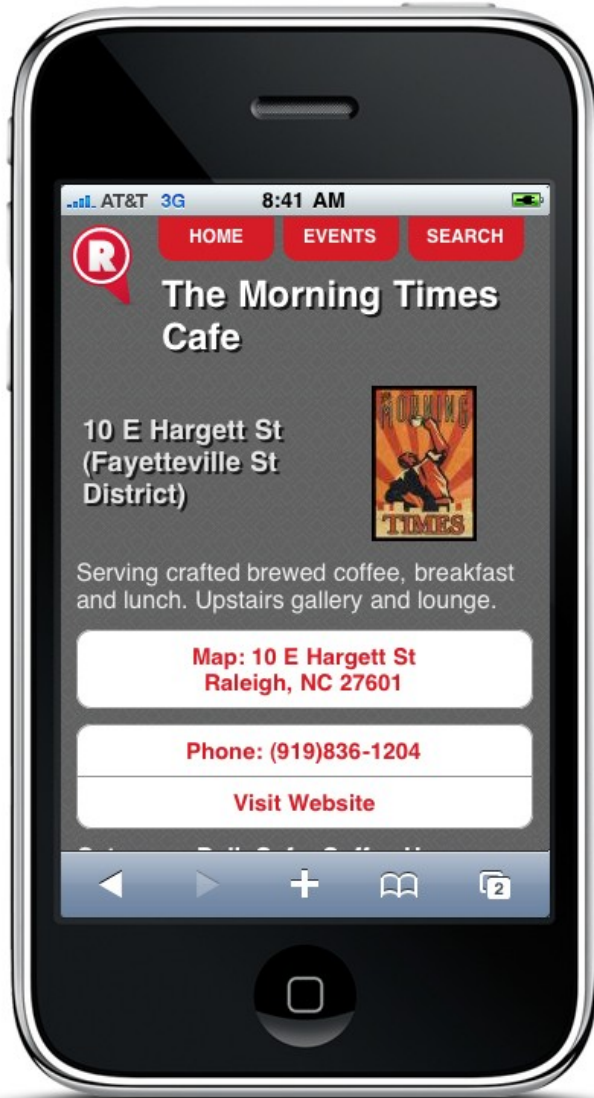 AT&T 3G 8:41 AM
R
HOME EVENTS SEARCH
The Morning Times
Cafe
10 E Hargett St
(Fayetteville St
District)
MORNING
TIMES
Serving crafted brewed coffee, breakfast
and lunch. Upstairs gallery and lounge.
Map: 10 E Hargett St
Raleigh, NC 27601
Phone: (919)836-1204
Visit Website
2